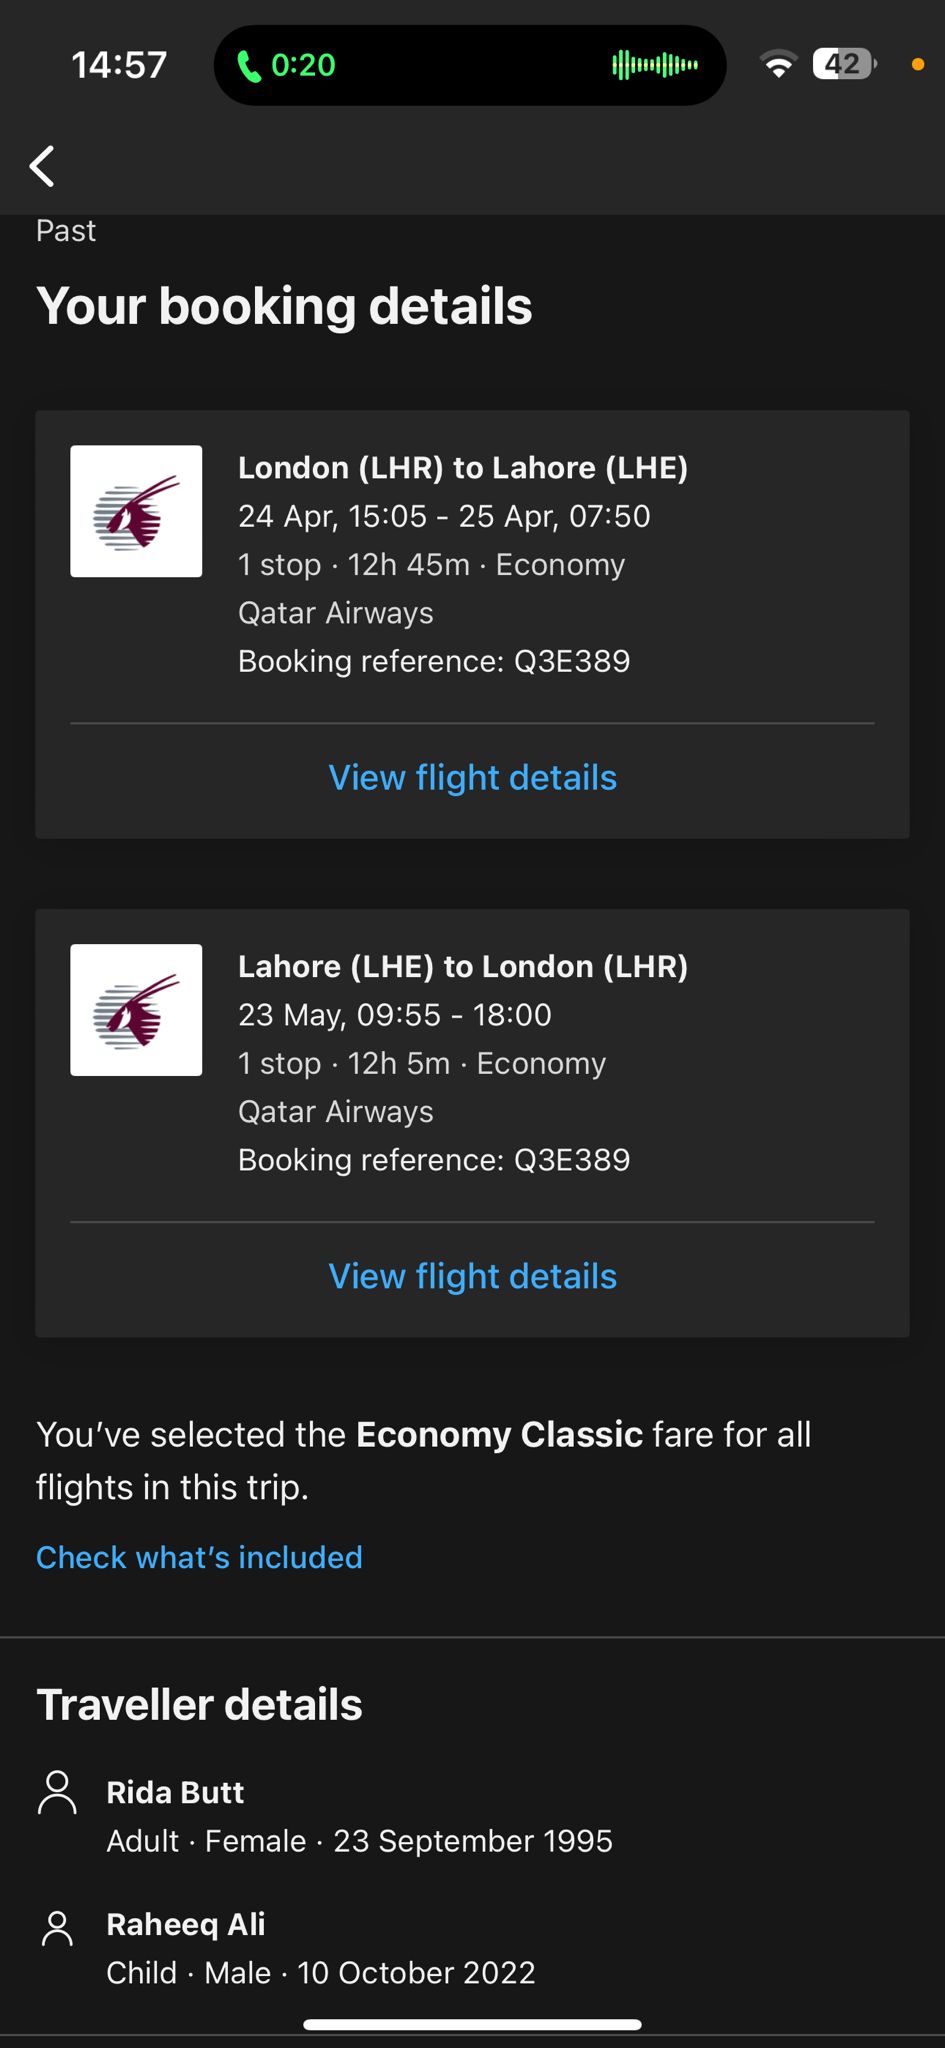 14:57
0:20
42
Past
Your booking details
London (LHR) to Lahore (LHE)
24 Apr, 15:05 - 25 Apr, 07:50
1 stop · 12h 45m · Economy
Qatar Airways
Booking reference: Q3E389
View flight details
Lahore (LHE) to London (LHR)
23 May, 09:55 - 18:00
1 stop · 12h 5m · Economy
Qatar Airways
Booking reference: Q3E389
View flight details
You’ve selected the Economy Classic fare for all
flights in this trip.
Check what’s included
Traveller details
Rida Butt
Adult · Female · 23 September 1995
Raheeq Ali
Child · Male · 10 October 2022